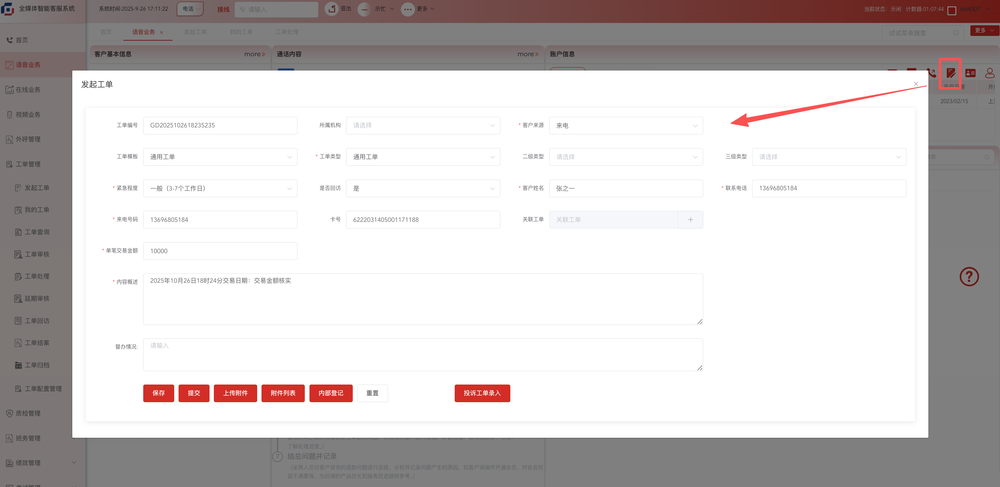 全媒体智能客服系统
系统时间:2025-9-26 17:11:22
电话
接线
请输入
签出
示忙
更多
当前状态：示闲
计数器:01:07:44
test007
首页
语音业务 ×
发起工单
我的工单
工单处理
试试菜单搜索
更多
首页
语音业务
在线业务
视频业务
外呼管理
工单管理
发起工单
我的工单
工单查询
工单审核
工单处理
延期审核
工单回访
工单结案
工单归档
工单配置管理
质检管理
班务管理
绩效管理
考试管理
客户基本信息
more
通话内容
more
账户信息
开启日期
2023/02/15
搜索
发起工单
工单编号
GD2025102618235235
所属机构
请选择
* 客户来源
来电
工单模板
通用工单
* 工单类型
通用工单
二级类型
请选择
三级类型
请选择
* 紧急程度
一般（3-7个工作日）
是否回访
是
* 客户姓名
张之一
* 联系电话
13696805184
* 来电号码
13696805184
卡号
6222031405001171188
关联工单
关联工单
* 单笔交易金额
10000
* 内容概述
2025年10月26日18时24分交易日期：交易金额核实
督办情况:
请输入
保存
提交
上传附件
附件列表
内部登记
重置
投诉工单录入
了解处理进度。）
7
结总问题并记录
（坐席人员对客户咨询的退款问题进行总结，分析并记录问题产生的原因，如客户误操作开通会员、对会员权
益不满意等，为后续的产品优化和服务改进提供参考。）